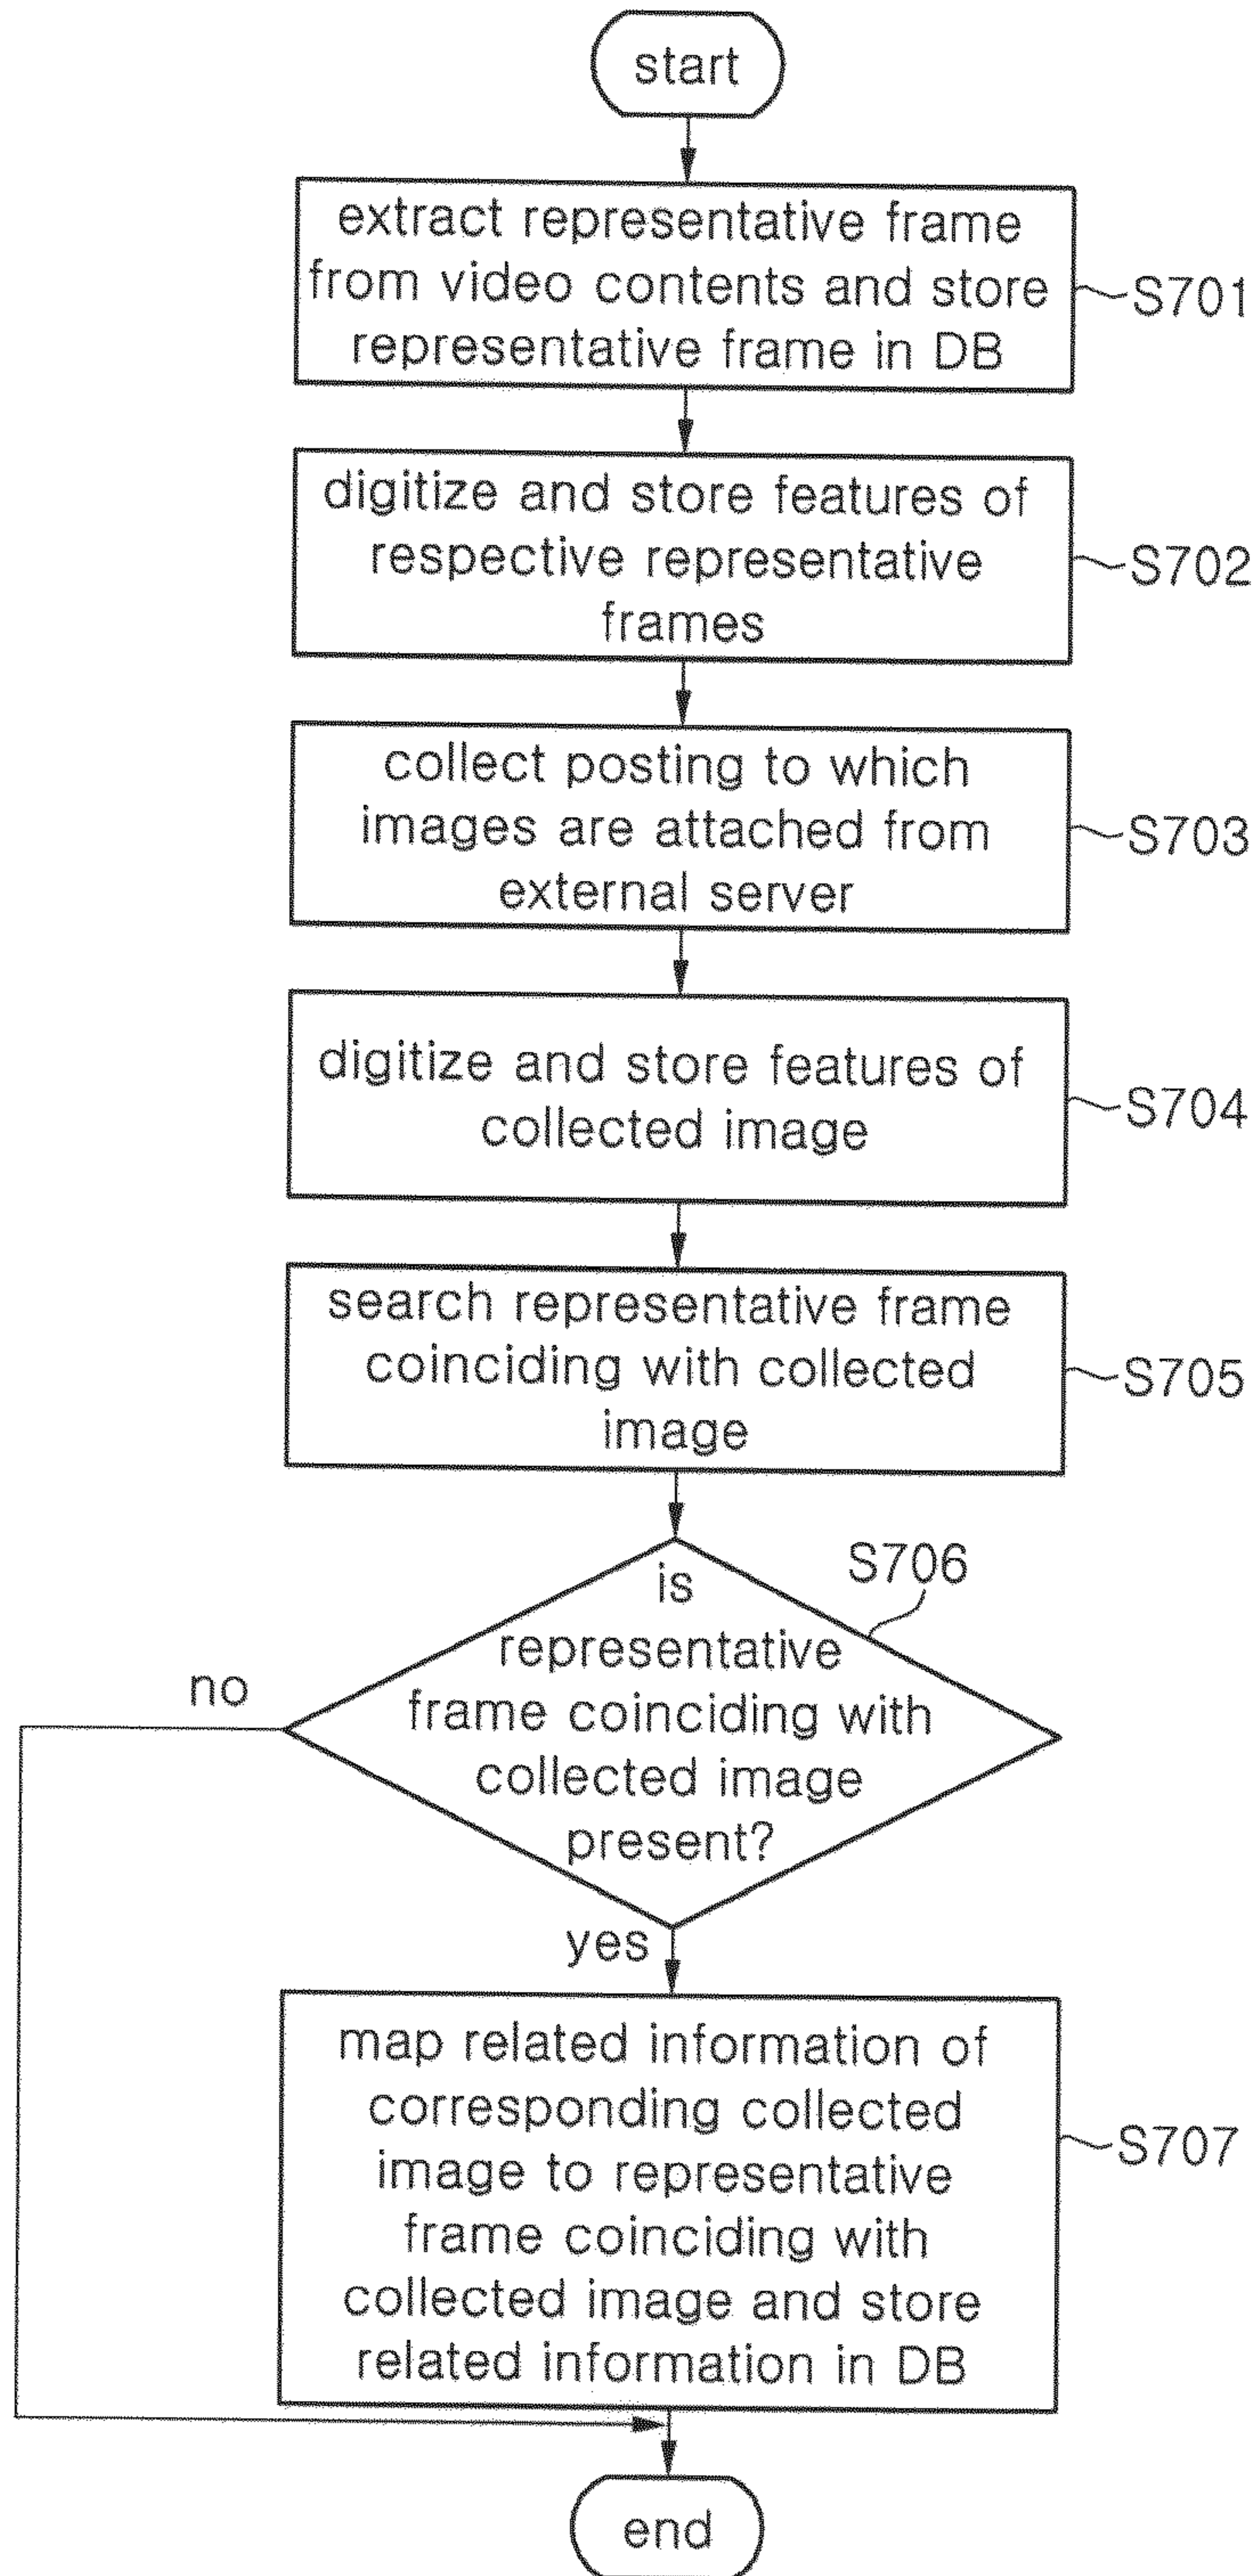 start
extract representative frame
from video contents and store
representative frame in DB
S701
digitize and store features of
respective representative
frames
S702
collect posting to which
images are attached from
external server
S703
digitize and store features of
collected image
S704
search representative frame
coinciding with collected
image
S705
S706
is
representative
frame coinciding with
collected image
present?
no
yes
map related information of
corresponding collected
image to representative
frame coinciding with
collected image and store
related information in DB
S707
end